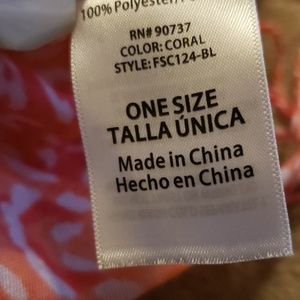 100% Polyester
RN# 90737
COLOR: CORAL
STYLE: FSC124-BL
ONE SIZE
TALLA ÚNICA
Made in China
Hecho en China